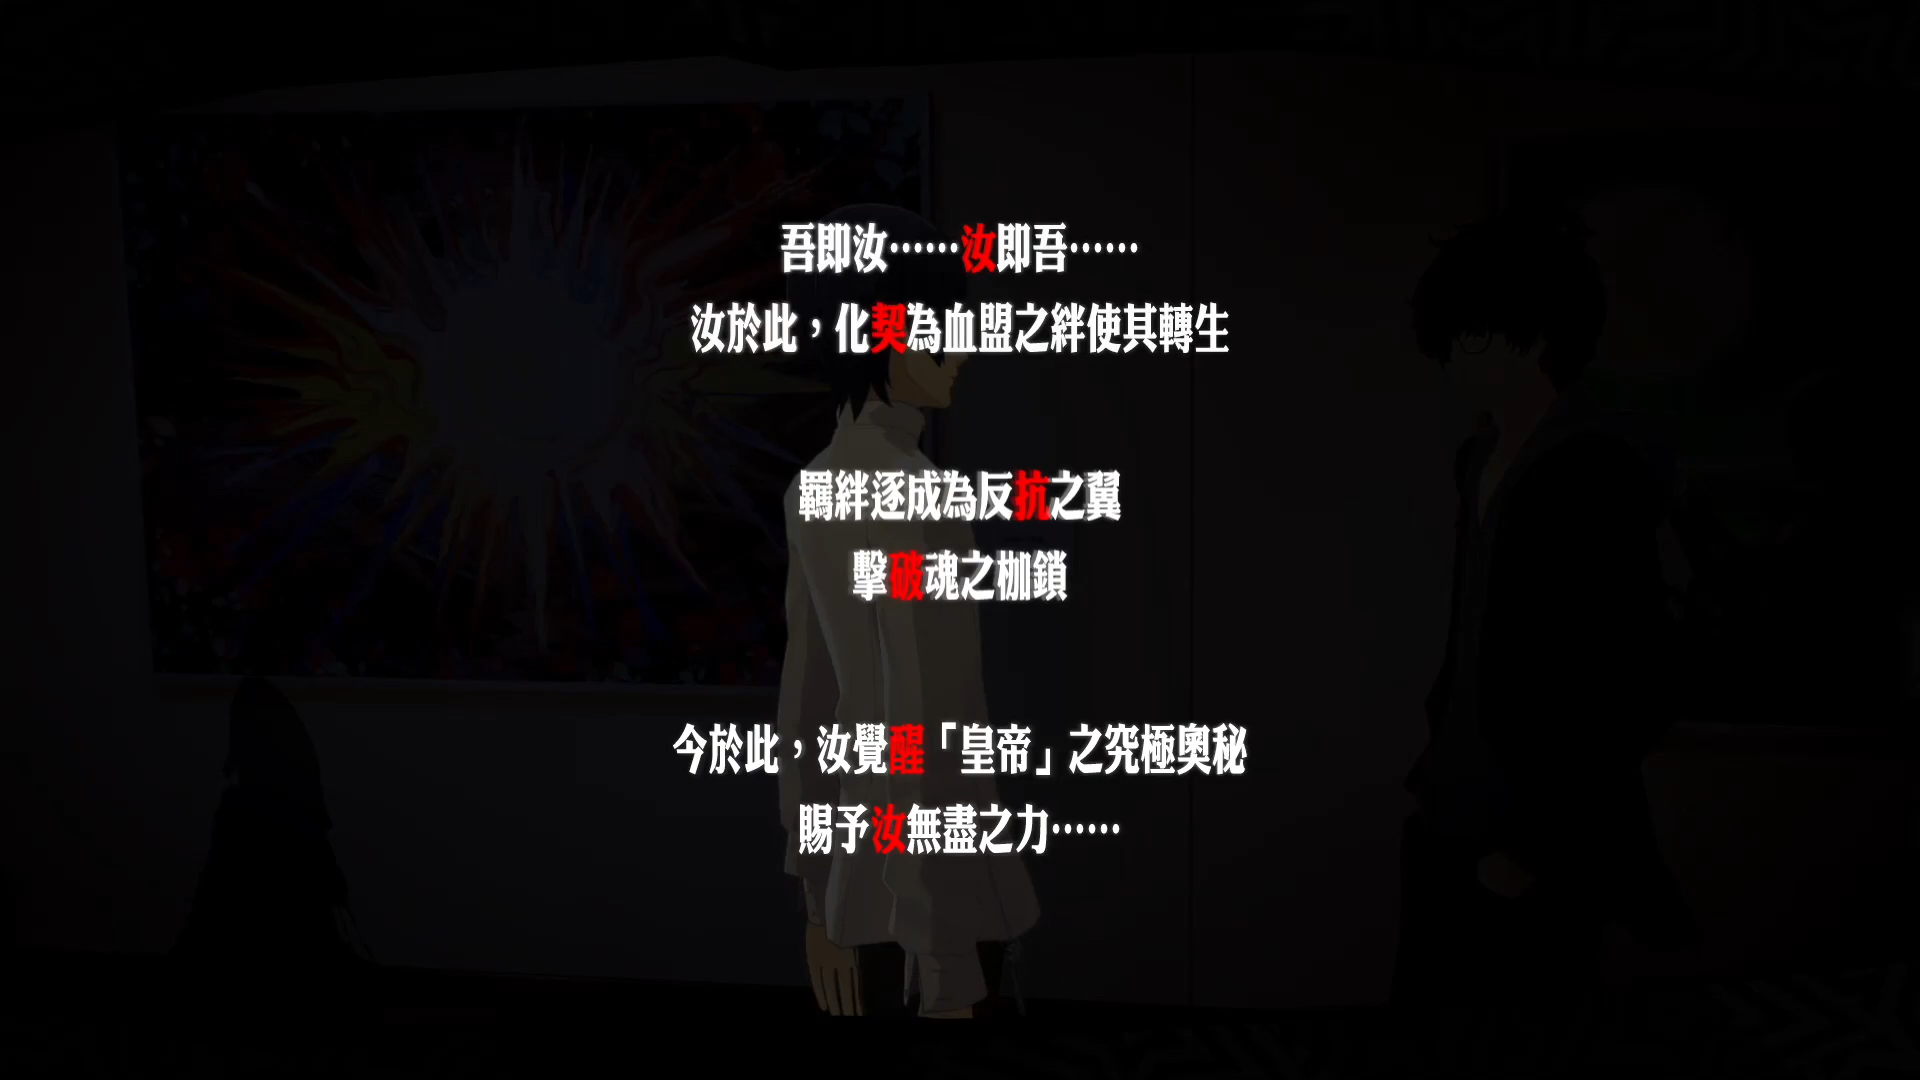 吾即汝……汝即吾……
汝於此，化契為血盟之絆使其轉生
羈絆逐成為反抗之翼
擊破魂之枷鎖
今於此，汝覺醒「皇帝」之究極奧秘
賜予汝無盡之力……